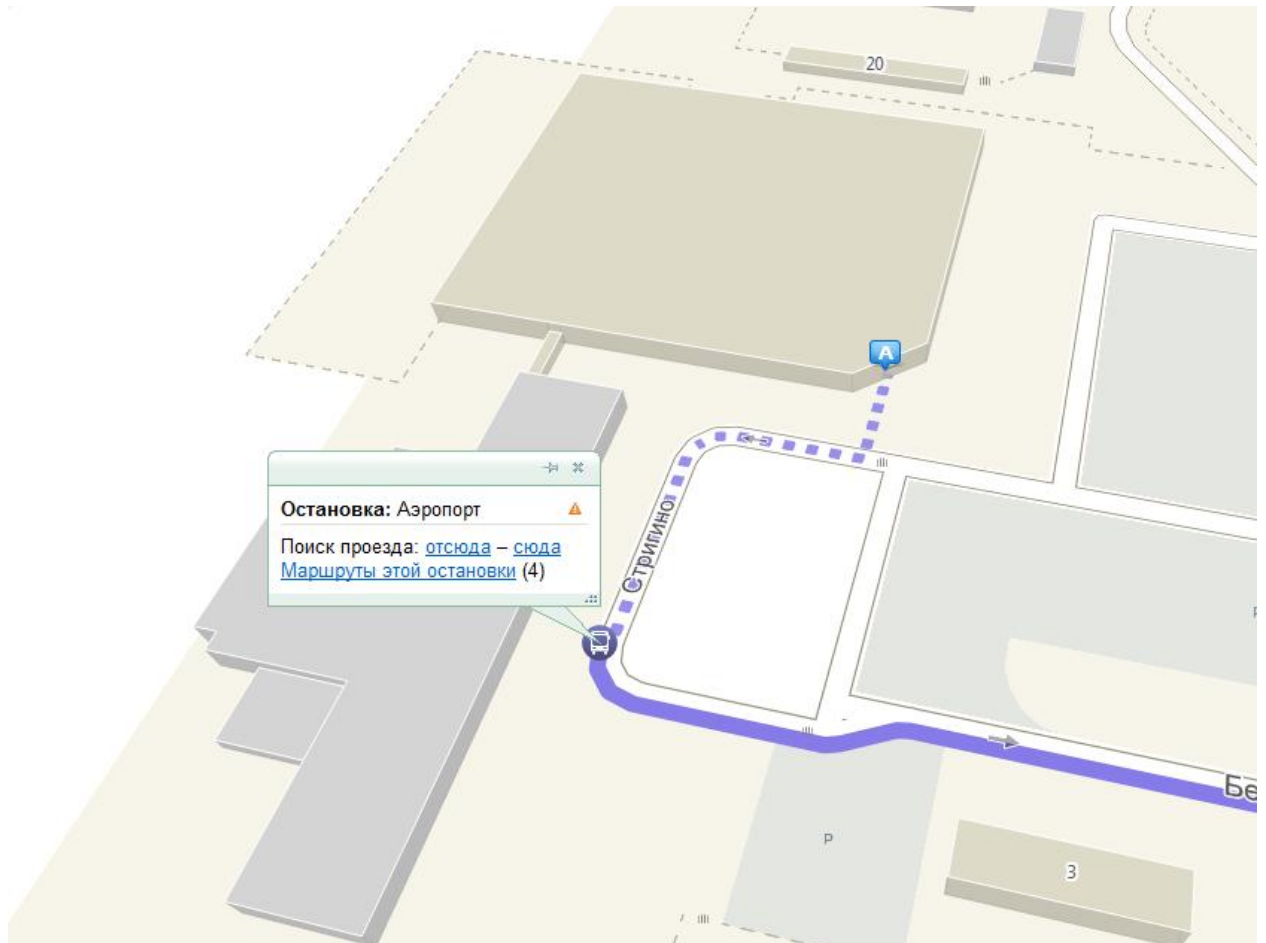 20
A
Остановка: Аэропорт
Поиск проезда: отсюда – сюда
Маршруты этой остановки (4)
Стригино
P
Бе
P
3